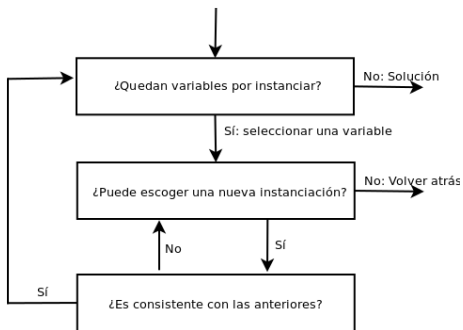 ¿Quedan variables por instanciar?
No: Solución
Sí: seleccionar una variable
¿Puede escoger una nueva instanciación?
No: Volver atrás
No
Sí
Sí
¿Es consistente con las anteriores?